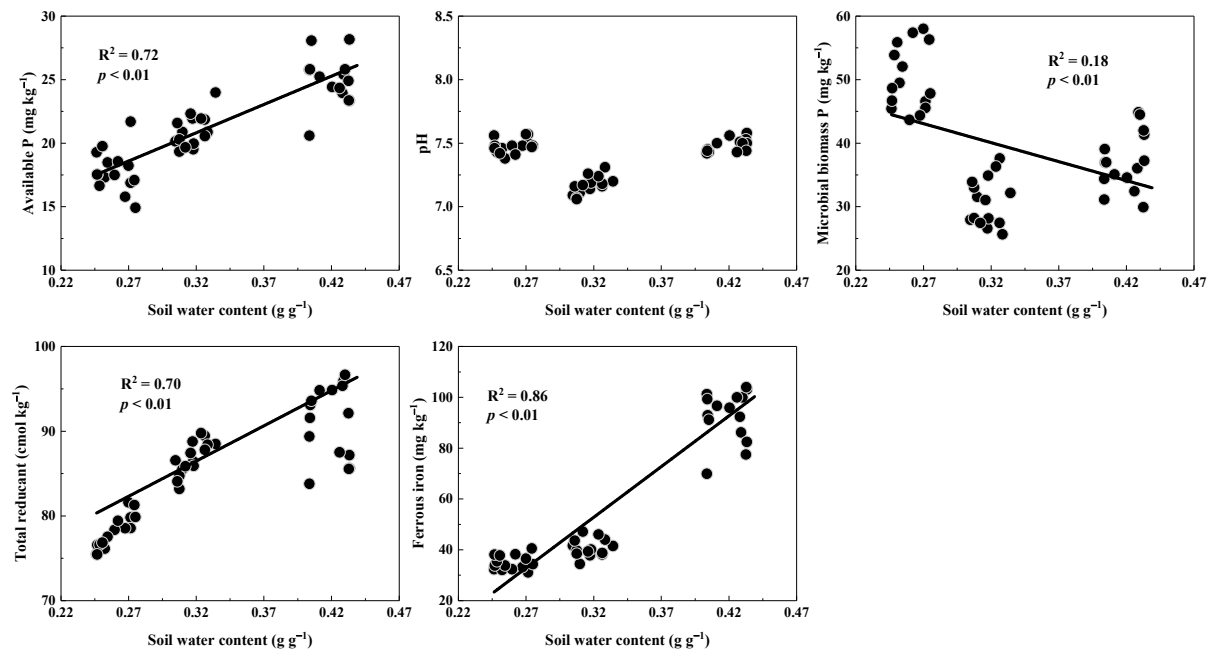 30
25
20
15
10
Available P (mg kg⁻¹)
R² = 0.72
p < 0.01
0.22 0.27 0.32 0.37 0.42 0.47
Soil water content (g g⁻¹)
8.5
8.0
7.5
7.0
6.5
pH
0.22 0.27 0.32 0.37 0.42 0.47
Soil water content (g g⁻¹)
60
50
40
30
20
Microbial biomass P (mg kg⁻¹)
R² = 0.18
p < 0.01
0.22 0.27 0.32 0.37 0.42 0.47
Soil water content (g g⁻¹)
100
90
80
70
Total reducant (cmol kg⁻¹)
R² = 0.70
p < 0.01
0.22 0.27 0.32 0.37 0.42 0.47
Soil water content (g g⁻¹)
140
120
100
80
60
40
20
Ferrous iron (mg kg⁻¹)
R² = 0.86
p < 0.01
0.22 0.27 0.32 0.37 0.42 0.47
Soil water content (g g⁻¹)